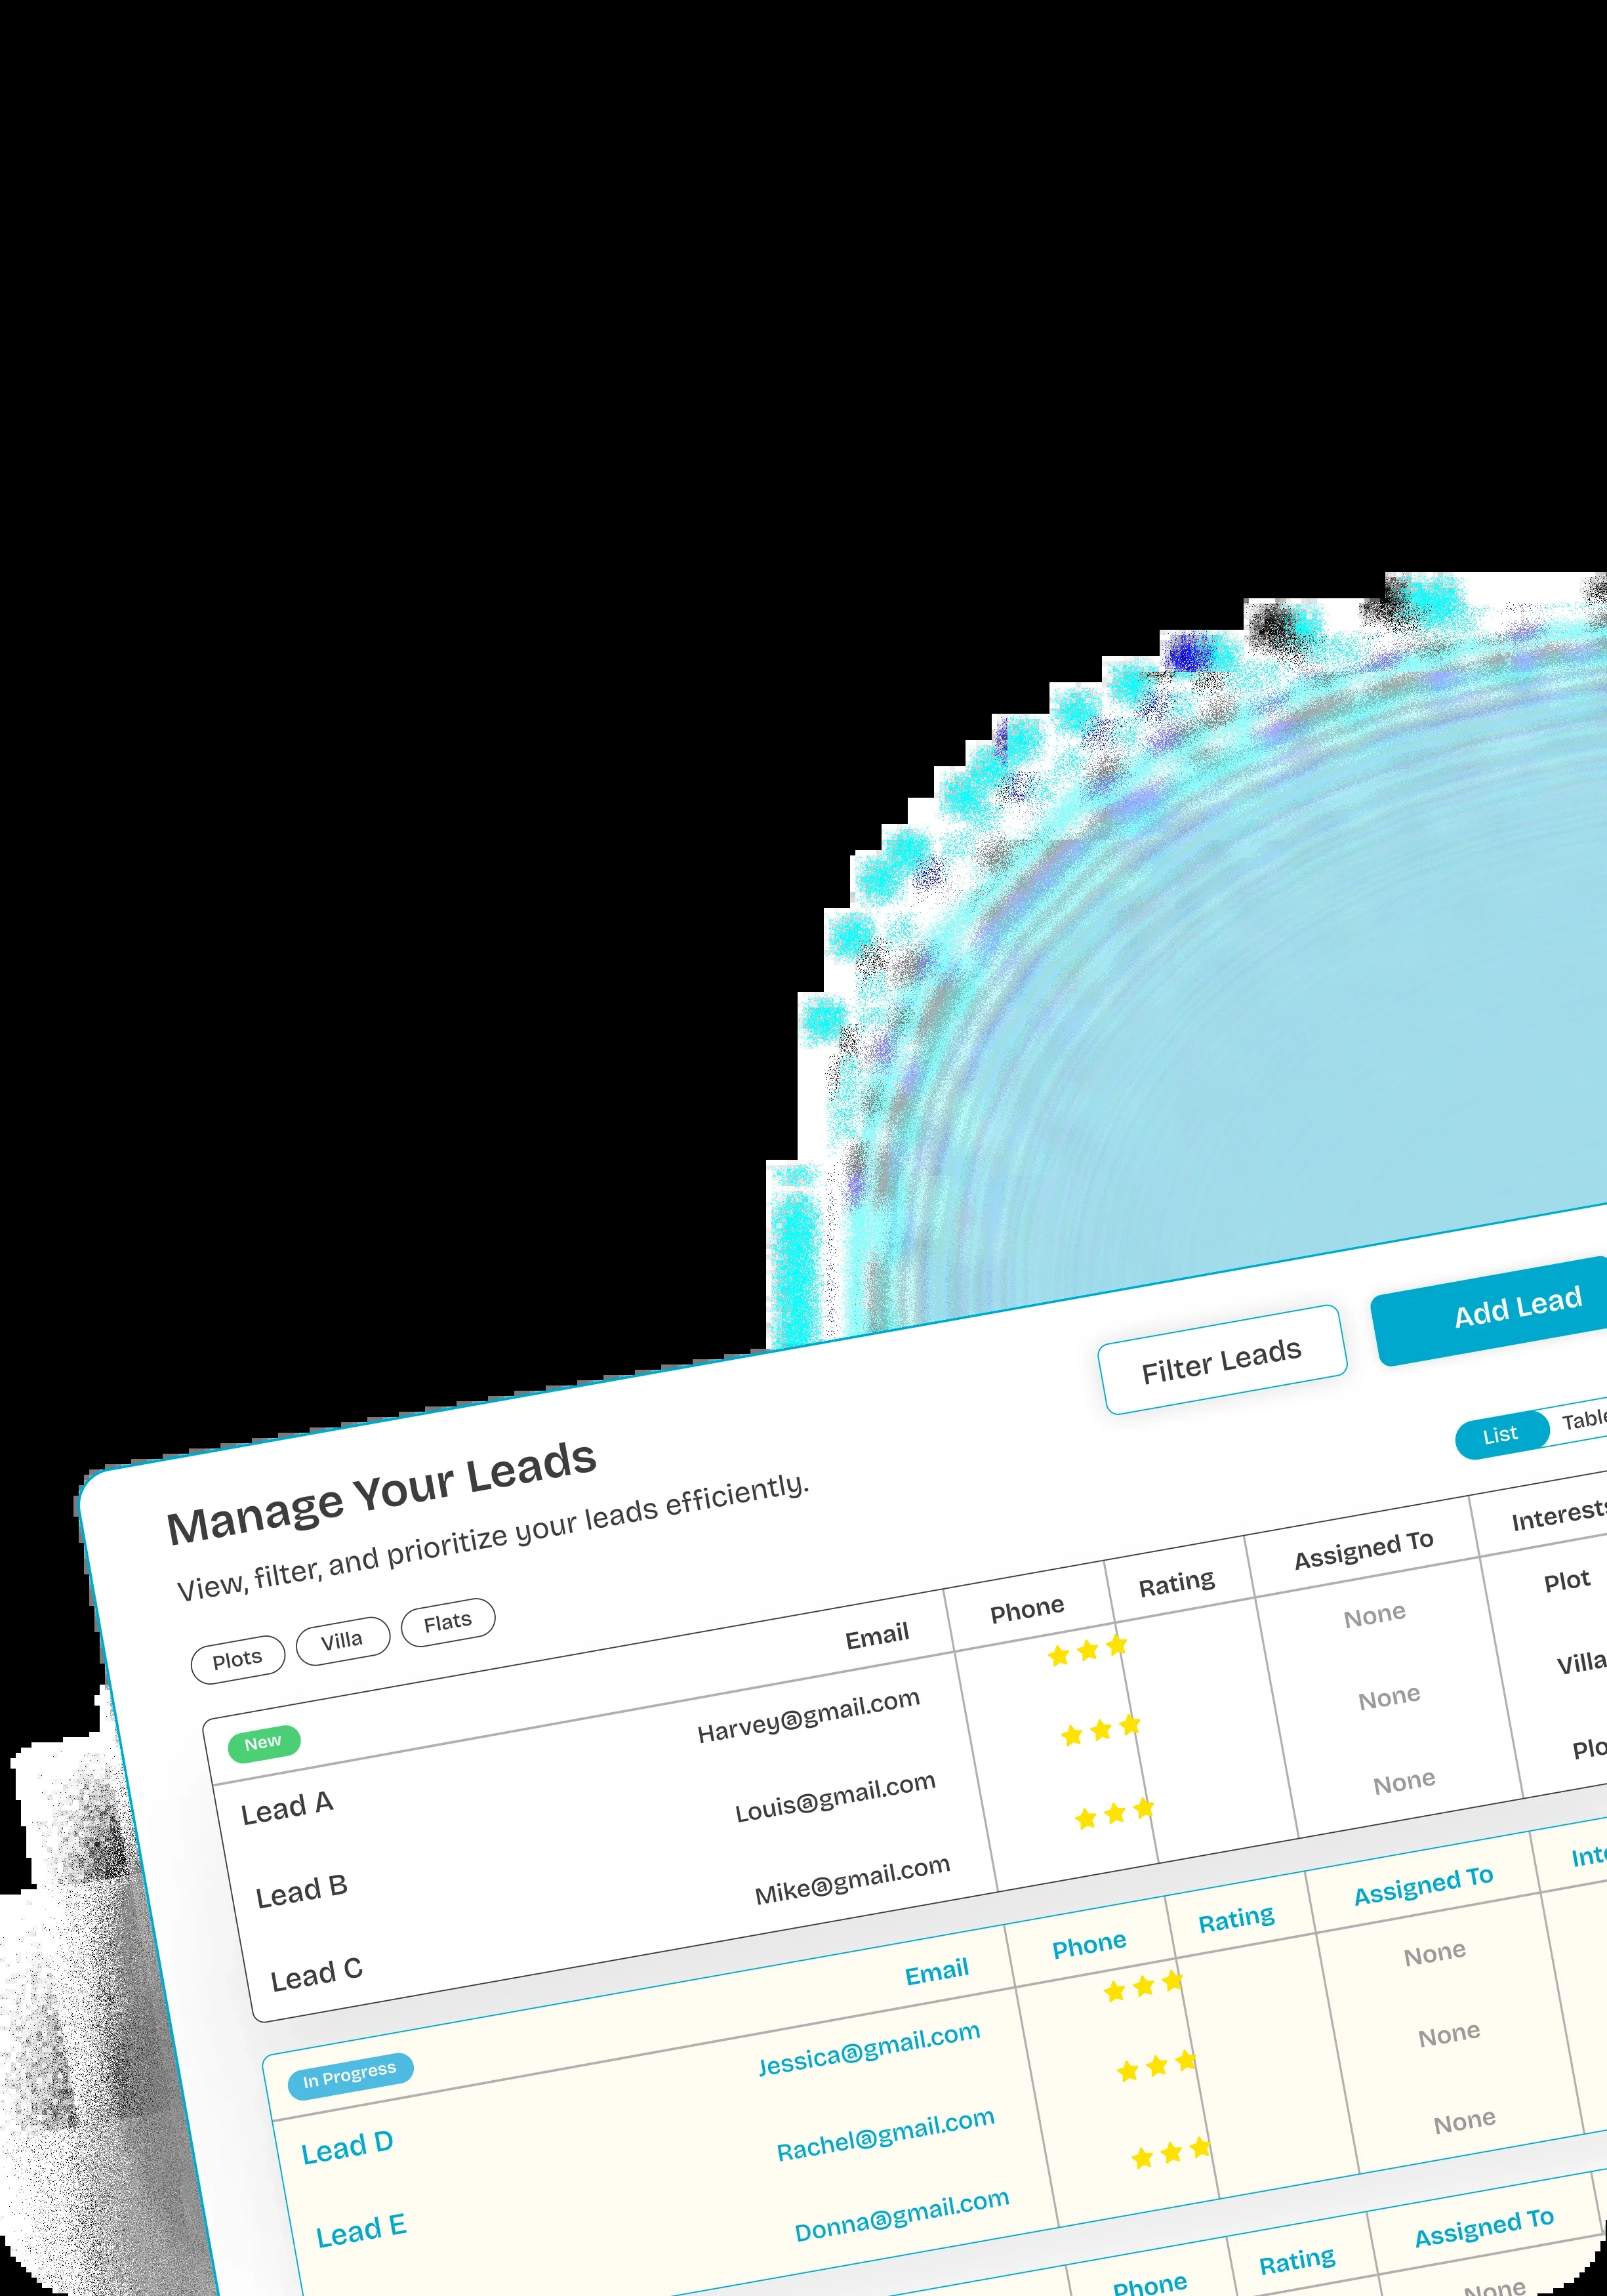 Add Lead
Filter Leads
List Table
Manage Your Leads
View, filter, and prioritize your leads efficiently.
Plots Villa Flats
New Email Phone Rating Assigned To Interests
Lead A Harvey@gmail.com None Plot
Lead B Louis@gmail.com None Villa
Lead C Mike@gmail.com None
In Progress Email Phone Rating Assigned To
Lead D Jessica@gmail.com None
Lead E Rachel@gmail.com None
Donna@gmail.com None
Phone Rating Assigned To
None